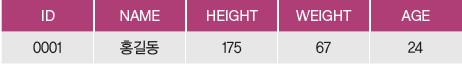 ID NAME HEIGHT WEIGHT AGE
0001 홍길동 175 67 24